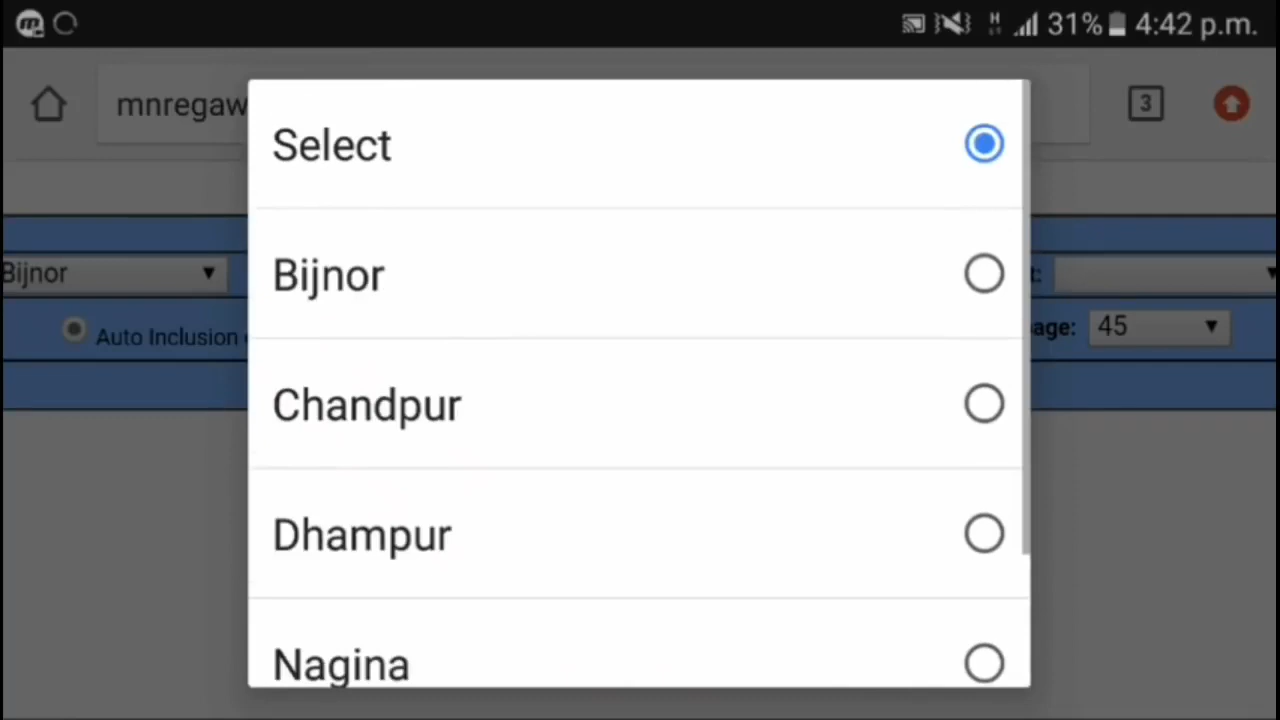 31% 4:42 p.m.
mnregaw
3
Select
Bijnor
Chandpur
Dhampur
Nagina
Bijnor
Auto Inclusion
age: 45